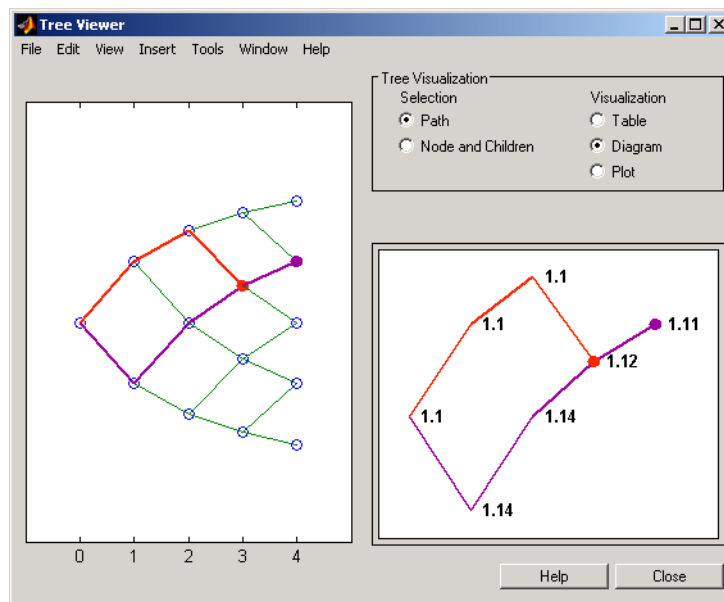 Tree Viewer
File Edit View Insert Tools Window Help
Tree Visualization
Selection
Path
Node and Children
Visualization
Table
Diagram
Plot
0 1 2 3 4
1.1
1.1
1.11
1.12
1.1
1.14
1.14
Help
Close